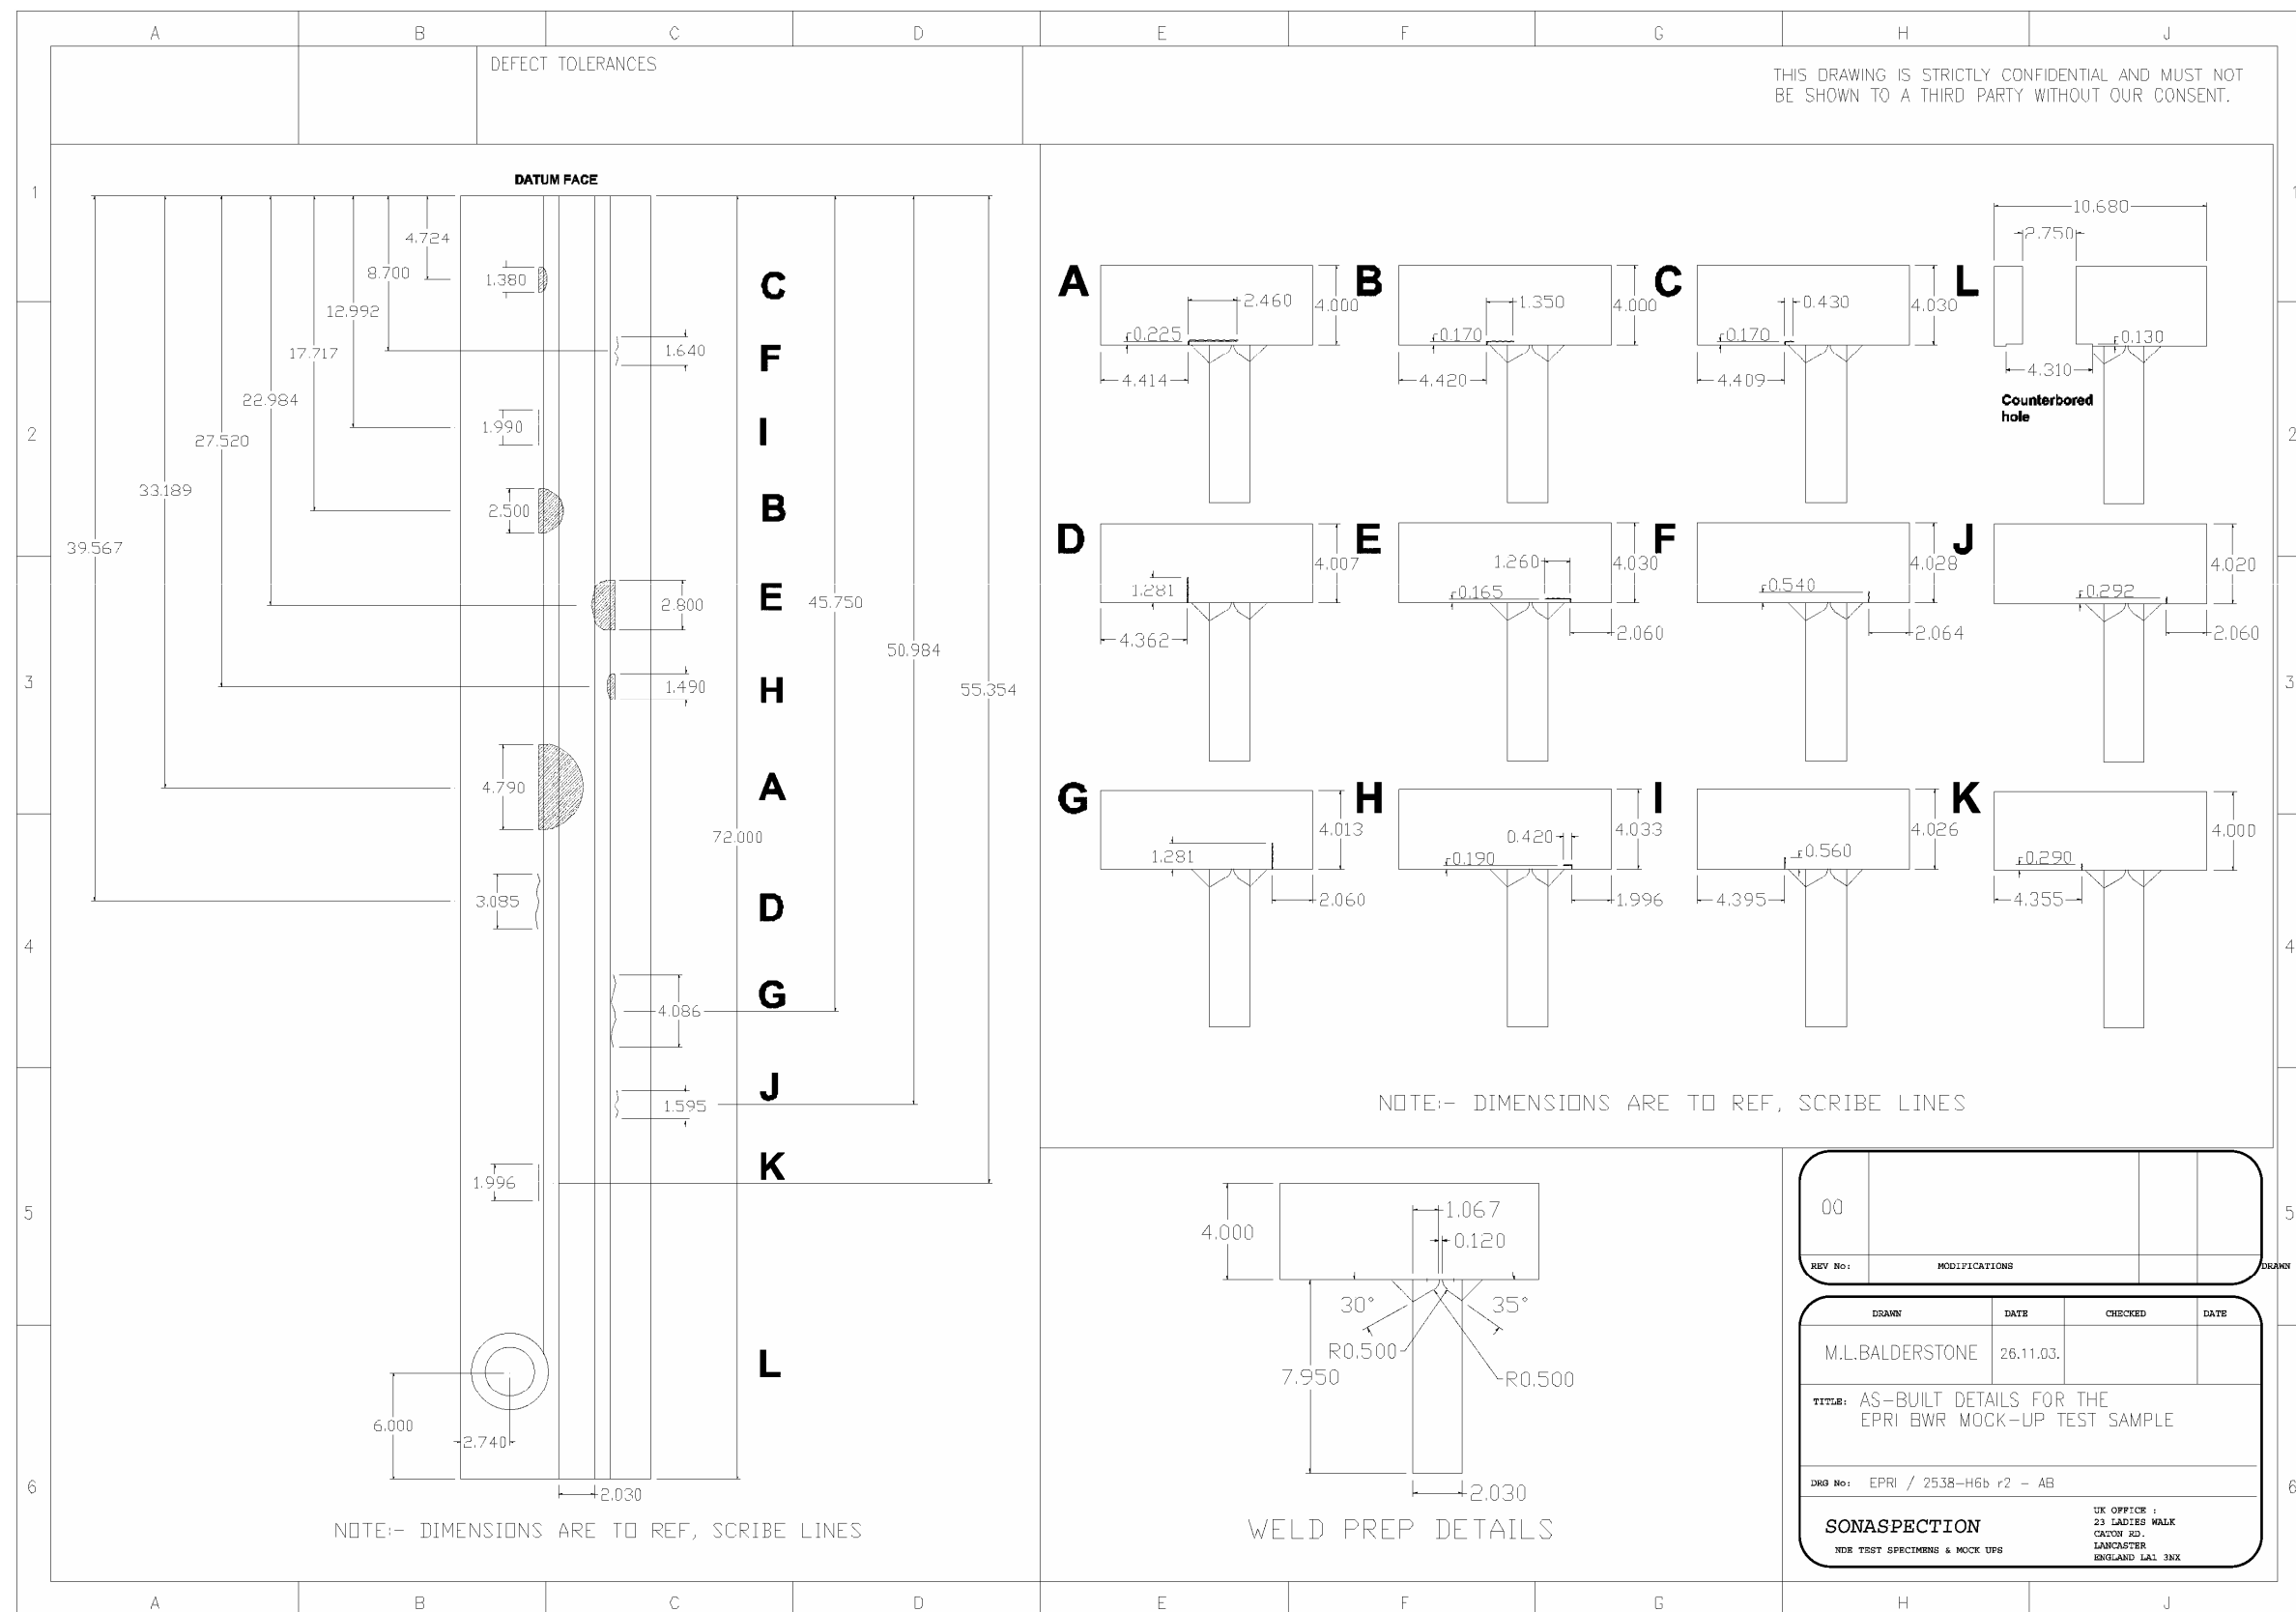 A B C D E F G H J
DEFECT TOLERANCES
THIS DRAWING IS STRICTLY CONFIDENTIAL AND MUST NOT
BE SHOWN TO A THIRD PARTY WITHOUT OUR CONSENT.
1
2
3
4
5
6
DATUM FACE
4.724
8.700
12.992
17.717
22.984
27.520
33.189
39.567
1.380
C
1.640
F
1.990
I
2.500
B
2.800
E
45.750
50.984
55.354
1.490
H
4.790
A
72.000
3.085
D
4.086
G
1.595
J
1.996
K
L
6.000
2.740
2.030
NOTE:- DIMENSIONS ARE TO REF, SCRIBE LINES
A
2.460
0.225
4.414
4.000
B
1.350
0.170
4.420
4.000
C
0.430
0.170
4.409
4.030
L
10.680
2.750
0.130
4.310
Counterbored
hole
D
1.281
4.362
4.007
E
1.260
0.165
2.060
4.030
F
0.540
2.064
4.028
J
0.292
2.060
4.020
G
1.281
2.060
4.013
H
0.420
0.190
1.996
4.033
I
0.560
4.395
4.026
K
0.290
4.355
4.000
NOTE:- DIMENSIONS ARE TO REF, SCRIBE LINES
4.000
1.067
0.120
30°
35°
R0.500
R0.500
7.950
2.030
WELD PREP DETAILS
00
REV No: MODIFICATIONS DRAWN
DRAWN DATE CHECKED DATE
M.L.BALDERSTONE 26.11.03.
TITLE: AS-BUILT DETAILS FOR THE
EPRI BWR MOCK-UP TEST SAMPLE
DRG No: EPRI / 2538-H6b r2 - AB
SONASPECTION
NDE TEST SPECIMENS & MOCK UPS
UK OFFICE :
23 LADIES WALK
CATON RD.
LANCASTER
ENGLAND LA1 3NX
1
2
3
4
5
6
A B C D E F G H J